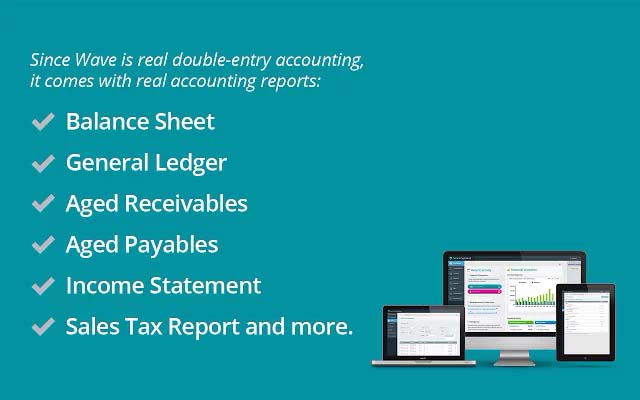 Since Wave is real double-entry accounting,
it comes with real accounting reports:
Balance Sheet
General Ledger
Aged Receivables
Aged Payables
Income Statement
Sales Tax Report and more.